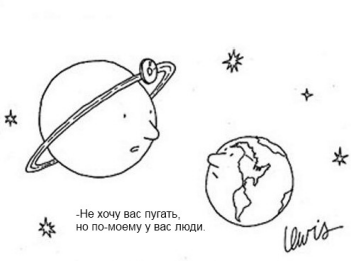 -Не хочу вас пугать,
но по-моему у вас люди.
Lewis